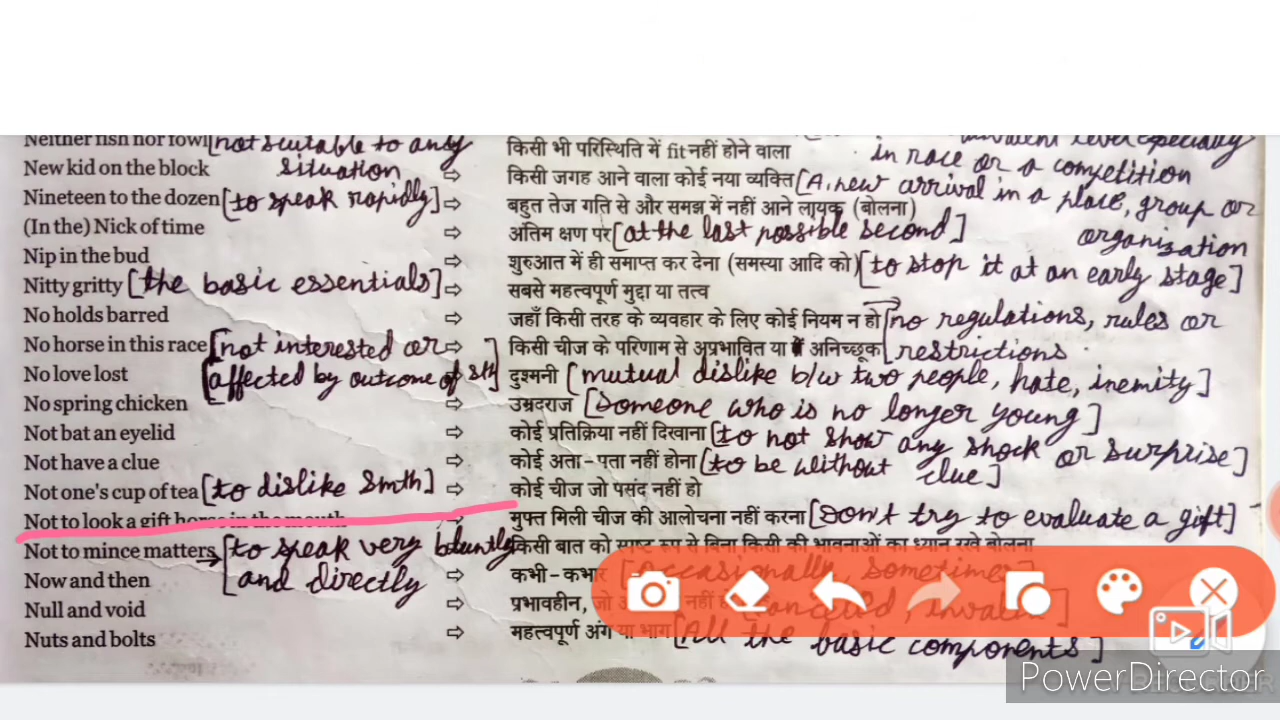 Neither fish nor fowl [not suitable to any situation किसी भी परिस्थिति में fit नहीं होने वाला
especially in race or a competition
New kid on the block ⇨ किसी जगह आने वाला कोई नया व्यक्ति [A new arrival in a place, group or organization
Nineteen to the dozen [to speak rapidly] ⇨ बहुत तेज गति से और समझ में नहीं आने लायक (बोलना)
(In the) Nick of time ⇨ अंतिम क्षण पर [at the last possible second]
Nip in the bud ⇨ शुरुआत में ही समाप्त कर देना (समस्या आदि को) [to stop it at an early stage]
Nitty gritty [the basic essentials] ⇨ सबसे महत्वपूर्ण मुद्दा या तत्व
No holds barred ⇨ जहाँ किसी तरह के व्यवहार के लिए कोई नियम न हो [no regulations, rules or restrictions
No horse in this race [not interested or affected by outcome of sth] ⇨ किसी चीज के परिणाम से अप्रभावित या अनिच्छूक
No love lost दुश्मनी [mutual dislike b/w two people, hate, inemity]
No spring chicken ⇨ उम्रदराज [Someone who is no longer young]
Not bat an eyelid ⇨ कोई प्रतिक्रिया नहीं दिखाना [to not show any shock or surprise]
Not have a clue ⇨ कोई अता-पता नहीं होना [to be without clue]
Not one's cup of tea [to dislike smth] ⇨ कोई चीज जो पसंद नहीं हो
Not to look a gift horse in the mouth ⇨ मुफ्त मिली चीज की आलोचना नहीं करना [Don't try to evaluate a gift]
Not to mince matters → [to speak very bluntly and directly किसी बात को स्पष्ट रूप से बिना किसी की भावनाओं का ध्यान रखे बोलना
Now and then ⇨ कभी-कभार [Occasionally, sometimes]
Null and void ⇨ प्रभावहीन, जो नहीं
Nuts and bolts ⇨ महत्वपूर्ण अंग या भाग [All the basic components]
PowerDirector